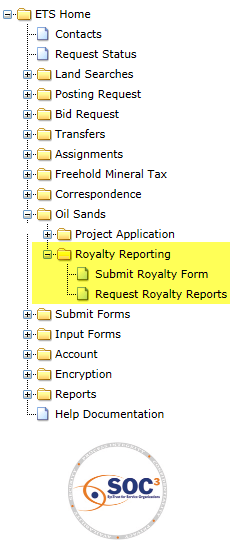 ETS Home
Contacts
Request Status
Land Searches
Posting Request
Bid Request
Transfers
Assignments
Freehold Mineral Tax
Correspondence
Oil Sands
Project Application
Royalty Reporting
Submit Royalty Form
Request Royalty Reports
Submit Forms
Input Forms
Account
Encryption
Reports
Help Documentation
SOC3
SysTrust for Service Organizations